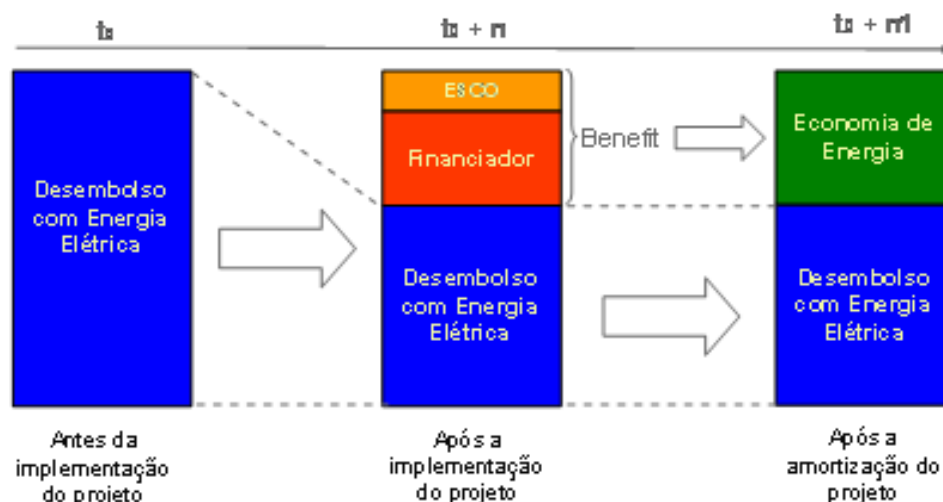 ESCO
Financiador
Benefit
Economia de
Energia
Desembolso
com Energia
Elétrica
Desembolso
com Energia
Elétrica
Desembolso
com Energia
Elétrica
Antes da
implementação
do projeto
Após a
implementação
do projeto
Após a
amortização do
projeto